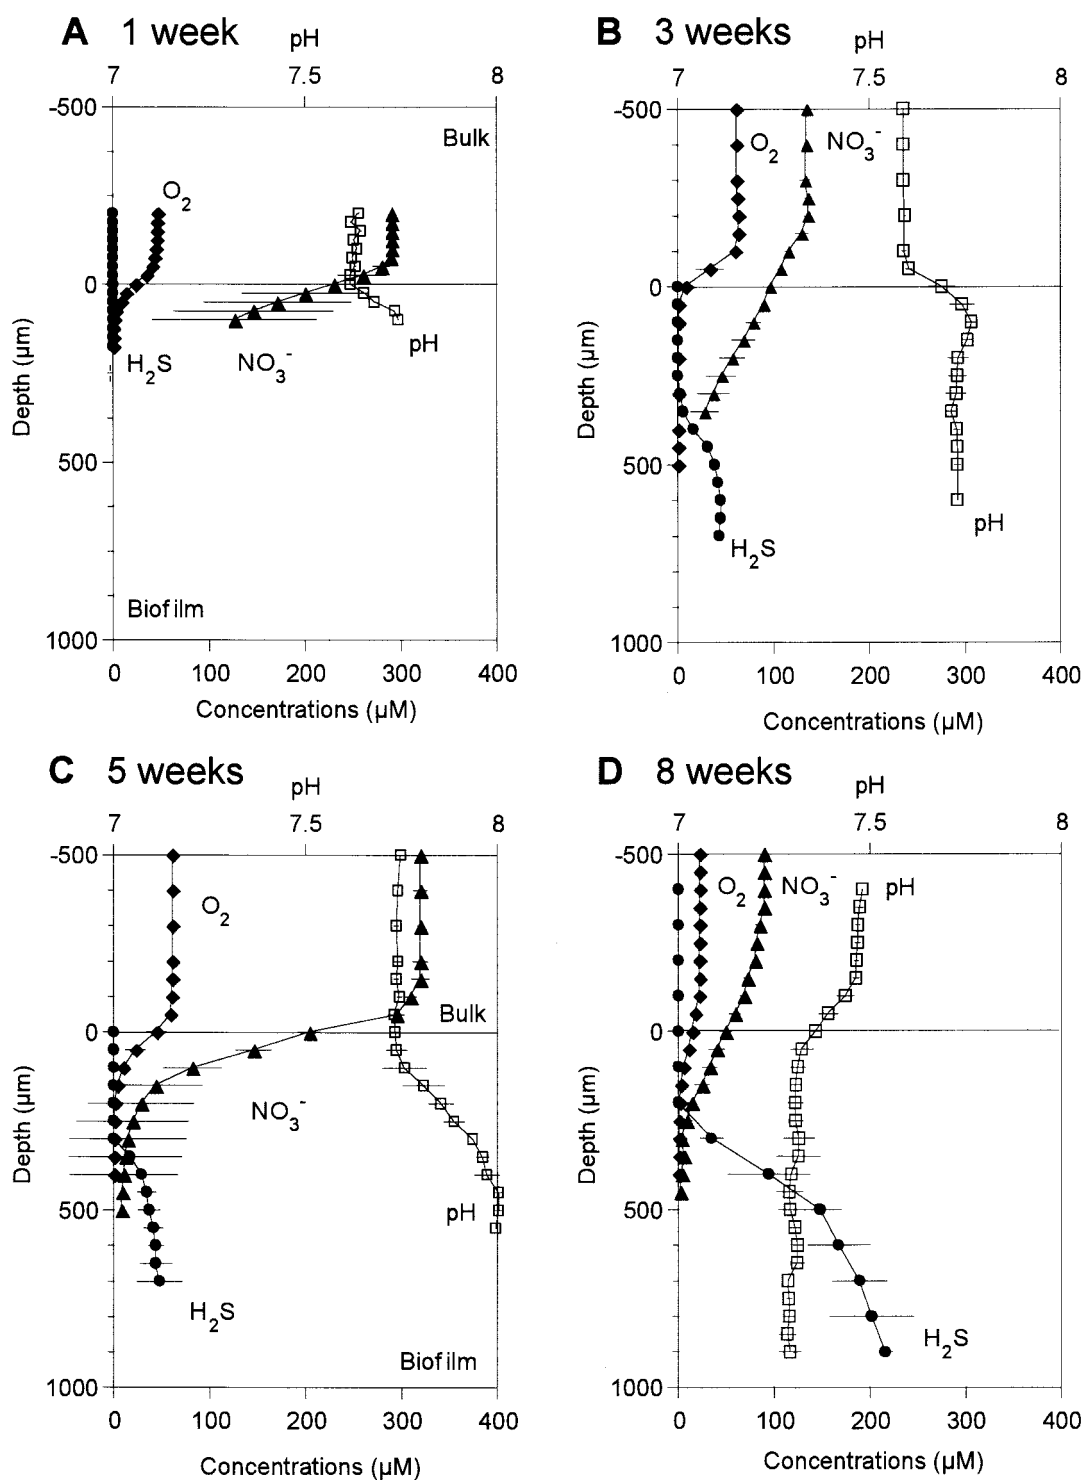 A 1 week
pH
7 7.5 8
-500
0
500
1000
Depth (µm)
Bulk
O2
H2S
NO3-
pH
Biofilm
0 100 200 300 400
Concentrations (µM)
B 3 weeks
pH
7 7.5 8
-500
0
500
1000
Depth (µm)
O2
NO3-
pH
H2S
0 100 200 300 400
Concentrations (µM)
C 5 weeks
pH
7 7.5 8
-500
0
500
1000
Depth (µm)
O2
Bulk
NO3-
pH
H2S
Biofilm
0 100 200 300 400
Concentrations (µM)
D 8 weeks
pH
7 7.5 8
-500
0
500
1000
Depth (µm)
O2
NO3-
pH
H2S
0 100 200 300 400
Concentrations (µM)